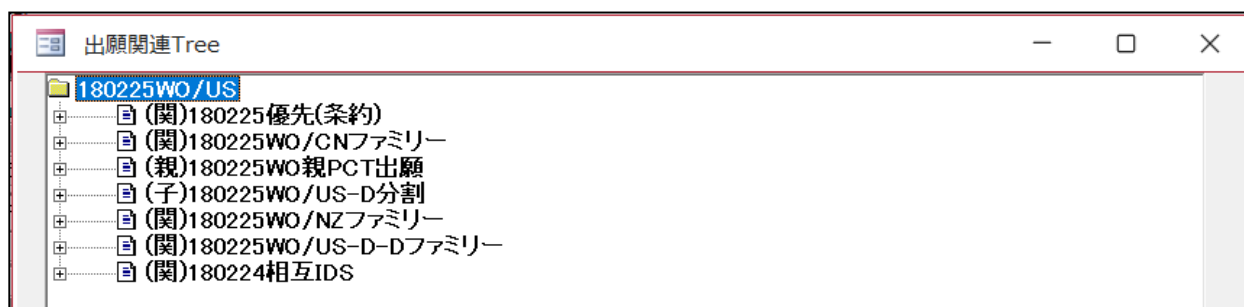 出願関連Tree
180225WO/US
(関)180225優先(条約)
(関)180225WO/CNファミリー
(親)180225WO親PCT出願
(子)180225WO/US-D分割
(関)180225WO/NZファミリー
(関)180225WO/US-D-Dファミリー
(関)180224相互IDS